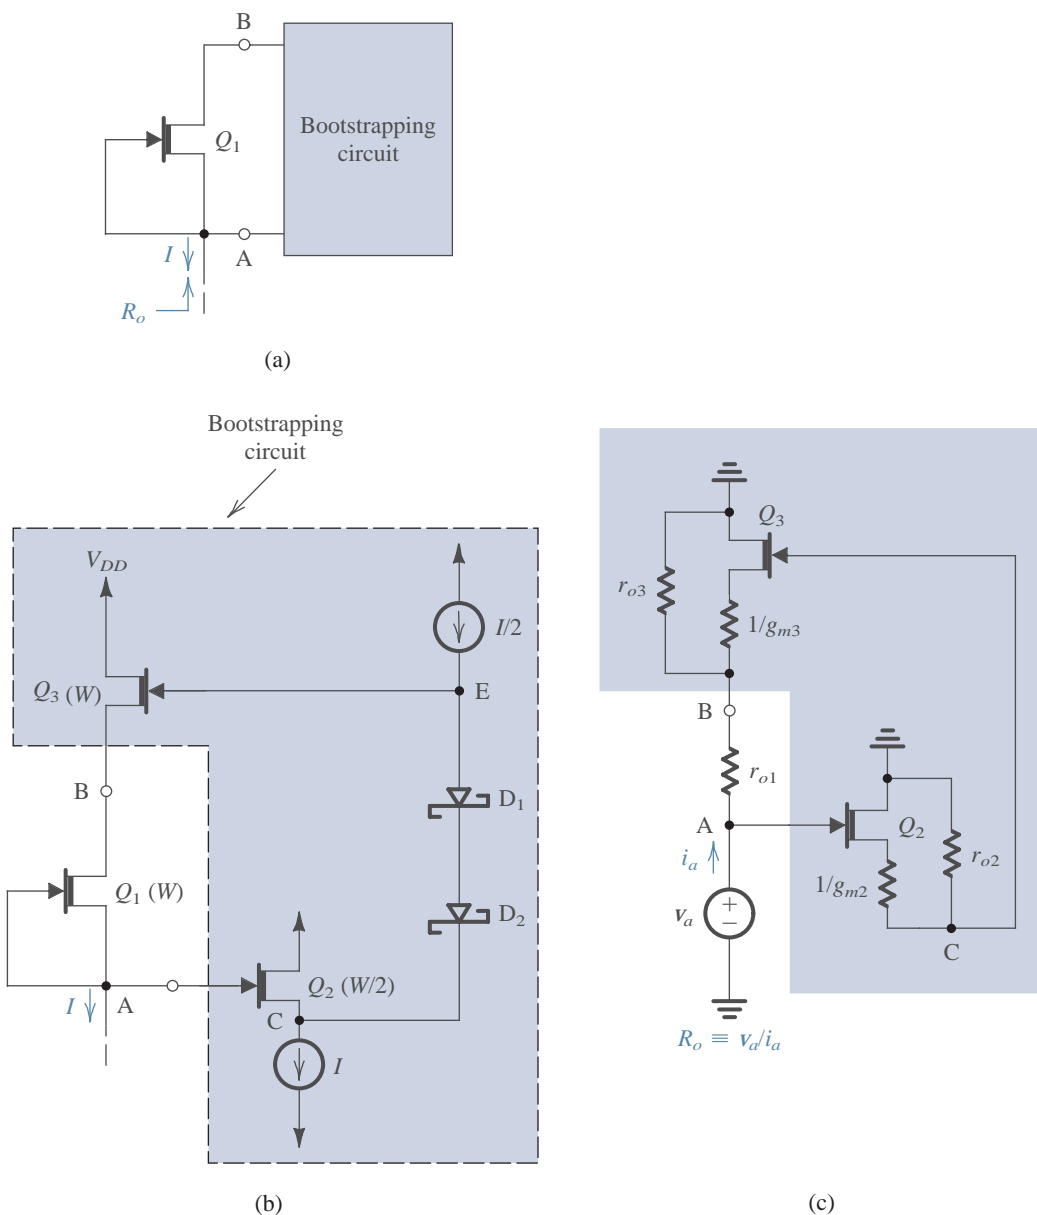 B
Bootstrapping
circuit
Q1
A
I
Ro
(a)
Bootstrapping
circuit
VDD
I/2
Q3 (W)
E
B
D1
Q1 (W)
D2
Q2 (W/2)
I
A
C
I
(b)
Q3
ro3
1/gm3
B
ro1
A
Q2
ia
ro2
1/gm2
va
+
−
C
Ro ≡ va/ia
(c)